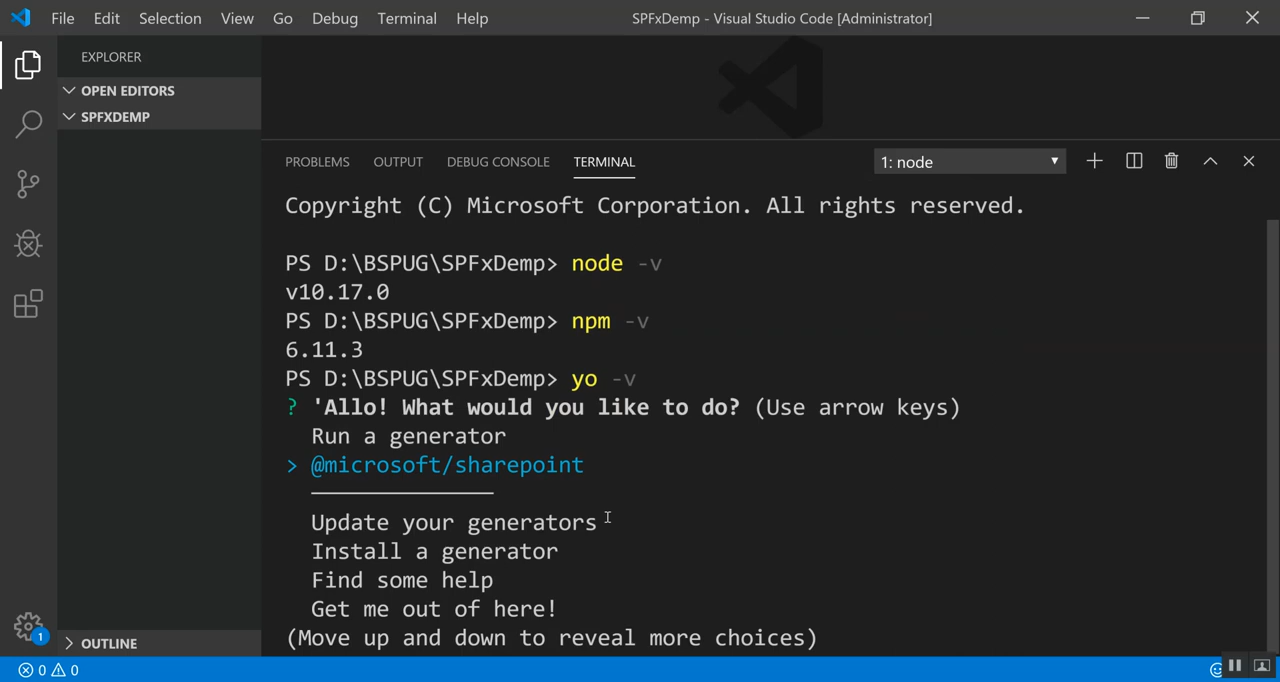 File Edit Selection View Go Debug Terminal Help SPFxDemp - Visual Studio Code [Administrator]
EXPLORER
OPEN EDITORS
SPFXDEMP
OUTLINE
PROBLEMS OUTPUT DEBUG CONSOLE TERMINAL 1: node
Copyright (C) Microsoft Corporation. All rights reserved.
PS D:\BSPUG\SPFxDemp> node -v
v10.17.0
PS D:\BSPUG\SPFxDemp> npm -v
6.11.3
PS D:\BSPUG\SPFxDemp> yo -v
? 'Allo! What would you like to do? (Use arrow keys)
Run a generator
> @microsoft/sharepoint
Update your generators
Install a generator
Find some help
Get me out of here!
(Move up and down to reveal more choices)
1
0 0